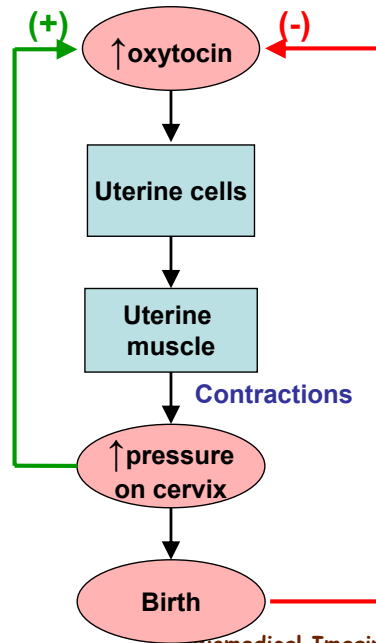 (+)
(-)
↑oxytocin
Uterine cells
Uterine
muscle
Contractions
↑pressure
on cervix
Birth